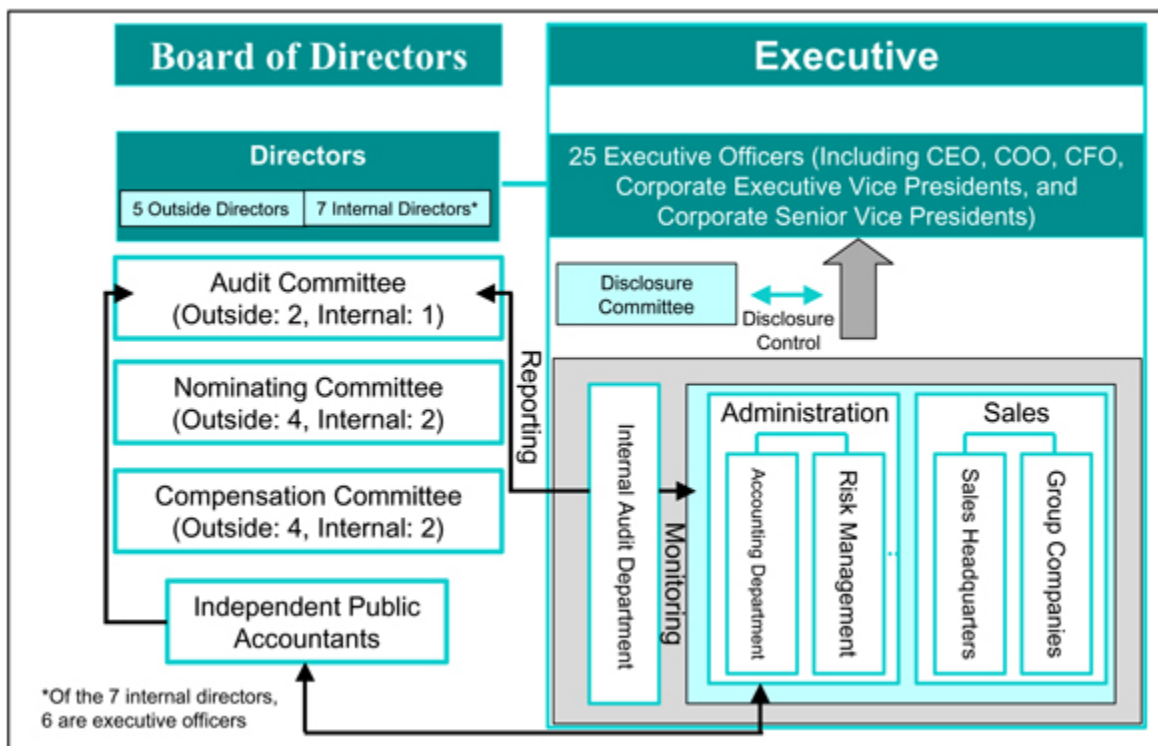 Board of Directors
Executive
Directors
5 Outside Directors
7 Internal Directors*
25 Executive Officers (Including CEO, COO, CFO,
Corporate Executive Vice Presidents, and
Corporate Senior Vice Presidents)
Audit Committee
(Outside: 2, Internal: 1)
Nominating Committee
(Outside: 4, Internal: 2)
Compensation Committee
(Outside: 4, Internal: 2)
Independent Public
Accountants
*Of the 7 internal directors,
6 are executive officers
Reporting
Disclosure
Committee
Disclosure
Control
Internal Audit Department
Monitoring
Administration
Accounting Department
Risk Management
Sales
Sales Headquarters
Group Companies